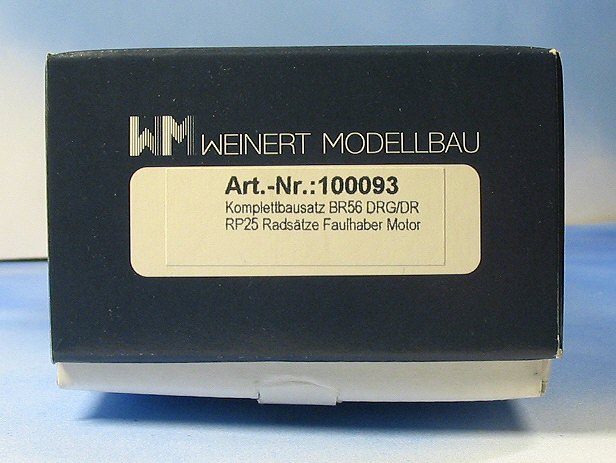 WM WEINERT MODELLBAU
Art.-Nr.:100093
Komplettbausatz BR56 DRG/DR
RP25 Radsätze Faulhaber Motor